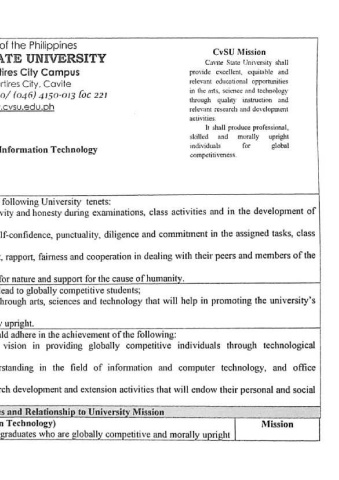 of the Philippines
ATE UNIVERSITY
tires City Campus
rtires City, Cavite
0/ (046) 4150-013 loc 221
.cvsu.edu.ph
Information Technology
CvSU Mission
Cavite State University shall
provide excellent, equitable and
relevant educational opportunities
in the arts, science and technology
through quality instruction and
relevant research and development
activities.
It shall produce professional,
skilled and morally upright
individuals for global
competitiveness.
following University tenets:
vity and honesty during examinations, class activities and in the development of
lf-confidence, punctuality, diligence and commitment in the assigned tasks, class
, rapport, fairness and cooperation in dealing with their peers and members of the
for nature and support for the cause of humanity.
lead to globally competitive students;
hrough arts, sciences and technology that will help in promoting the university's
y upright.
uld adhere in the achievement of the following:
vision in providing globally competitive individuals through technological
rstanding in the field of information and computer technology, and office
rch development and extension activities that will endow their personal and social
es and Relationship to University Mission
n Technology)
Mission
graduates who are globally competitive and morally upright